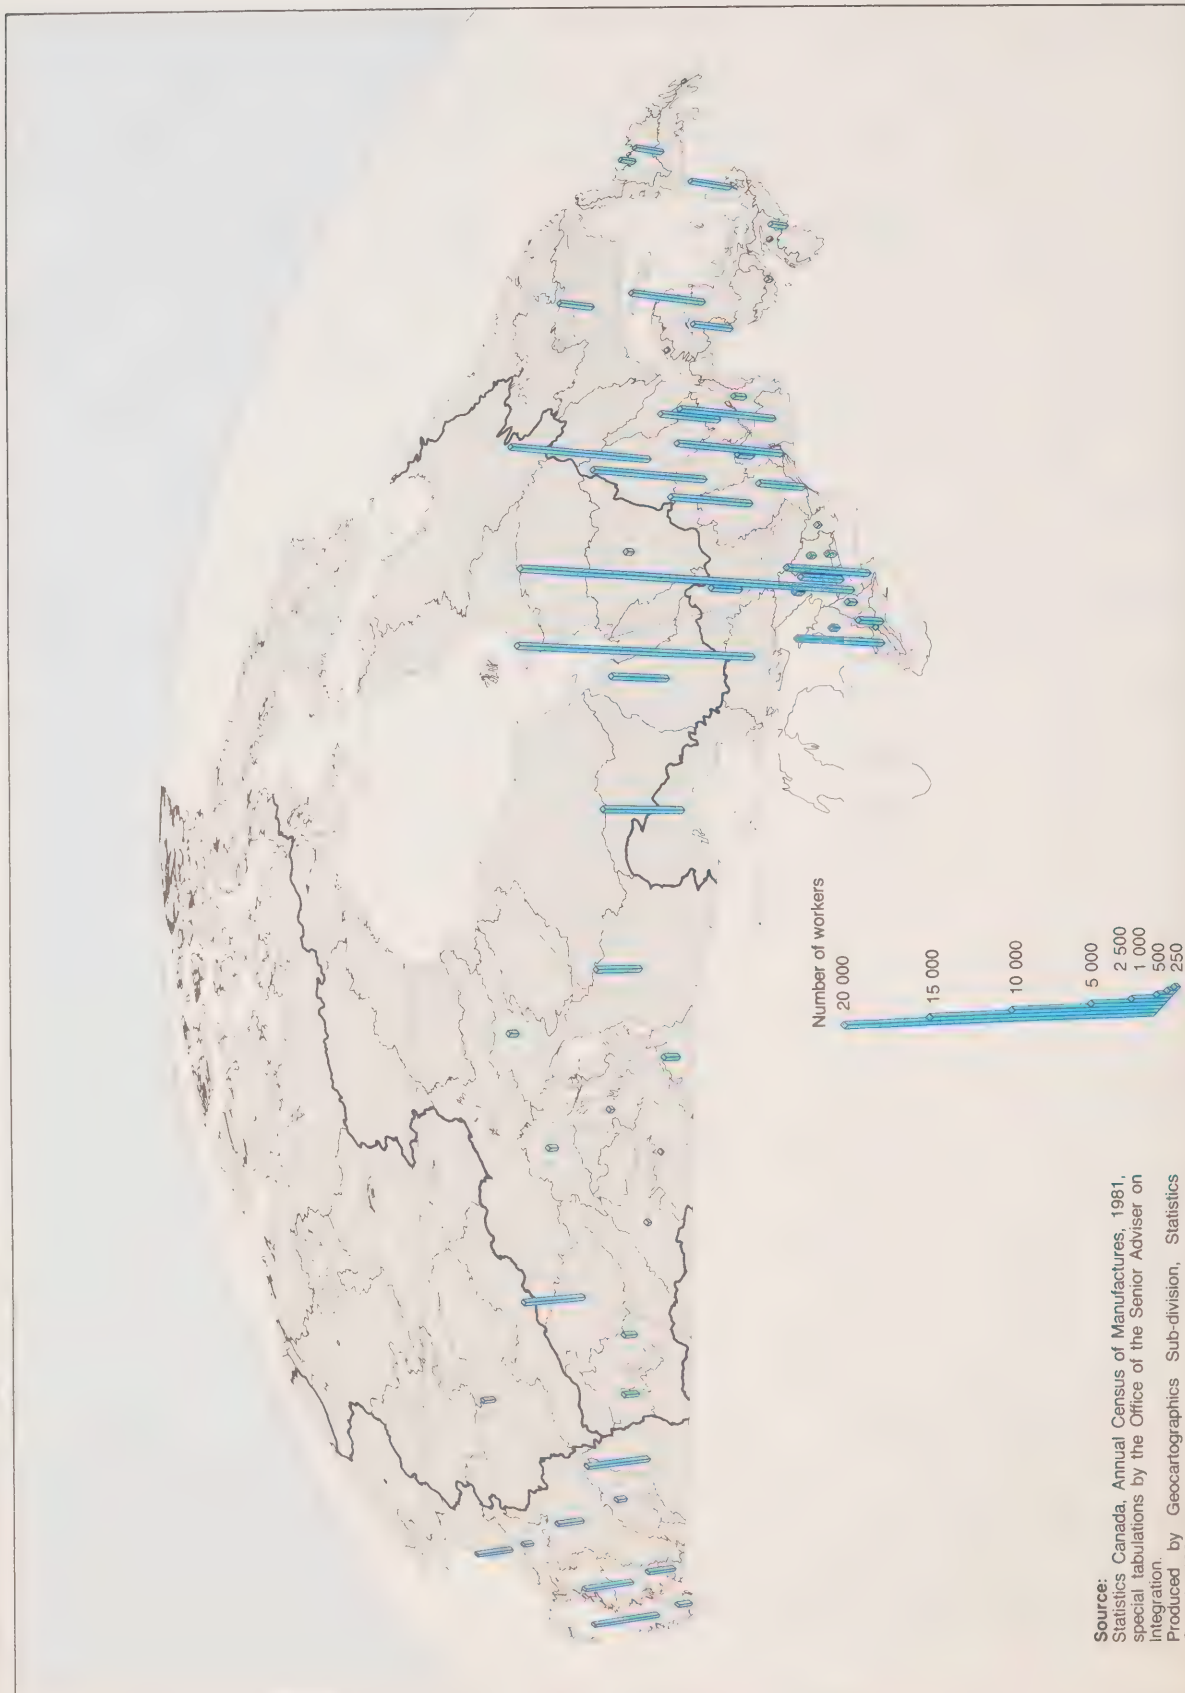 Number of workers
20 000
15 000
10 000
5 000
2 500
1 000
500
250
Source:
Statistics Canada, Annual Census of Manufactures, 1981,
special tabulations by the Office of the Senior Adviser on
Integration.
Produced by Geocartographics Sub-division, Statistics